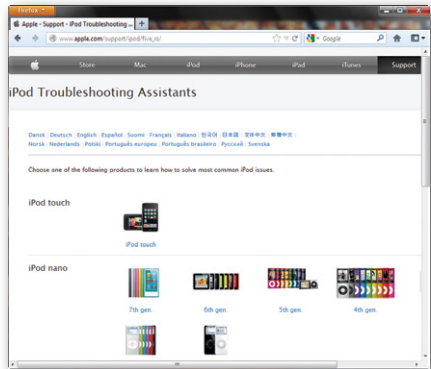 Firefox
Apple - Support - iPod Troubleshooting ...
www.apple.com/support/ipod/five_rs/
Google
Store Mac iPod iPhone iPad iTunes Support
iPod Troubleshooting Assistants
Dansk | Deutsch | English | Español | Suomi | Français | Italiano | 한국어 | 日本語 | 简体中文 | 繁體中文 |
Norsk | Nederlands | Polski | Português europeu | Português brasileiro | Русский | Svenska
Choose one of the following products to learn how to solve most common iPod issues.
iPod touch
iPod touch
iPod nano
7th gen. 6th gen. 5th gen. 4th gen.